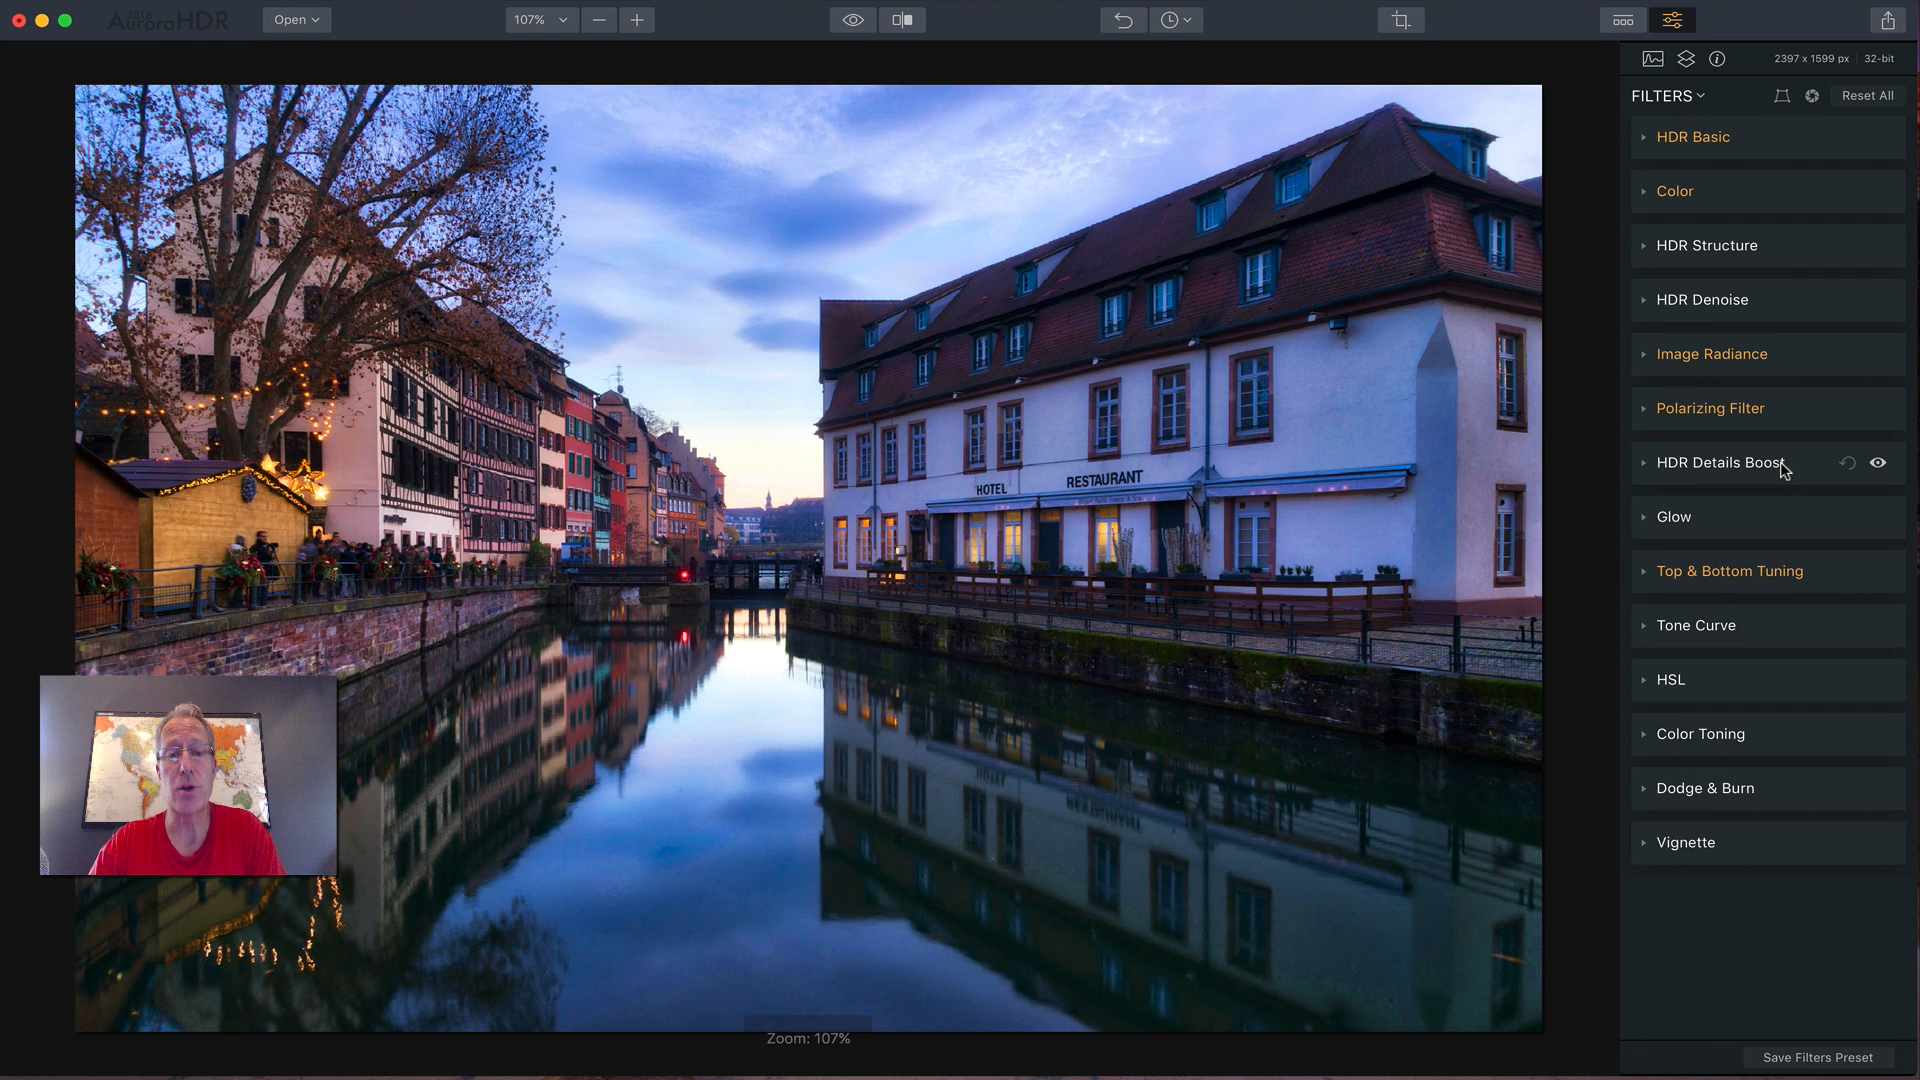 2018
AuroraHDR
Open
107%
2397 x 1599 px
32-bit
FILTERS
Reset All
HDR Basic
Color
HDR Structure
HDR Denoise
Image Radiance
Polarizing Filter
HDR Details Boost
Glow
Top & Bottom Tuning
Tone Curve
HSL
Color Toning
Dodge & Burn
Vignette
HOTEL
RESTAURANT
Zoom: 107%
Save Filters Preset